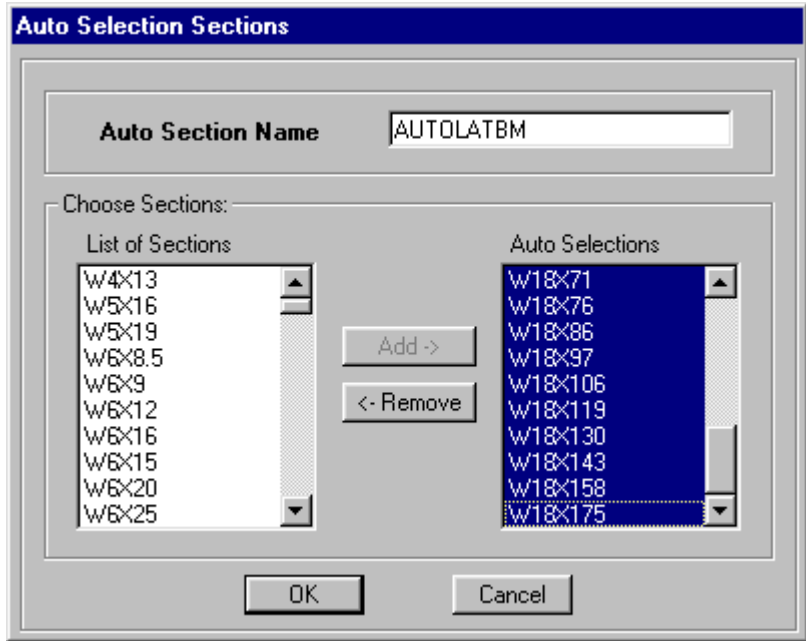 Auto Selection Sections
Auto Section Name
AUTOLATBM
Choose Sections:
List of Sections
W4X13
W5X16
W5X19
W6X8.5
W6X9
W6X12
W6X16
W6X15
W6X20
W6X25
Add ->
<- Remove
Auto Selections
W18X71
W18X76
W18X86
W18X97
W18X106
W18X119
W18X130
W18X143
W18X158
W18X175
OK
Cancel